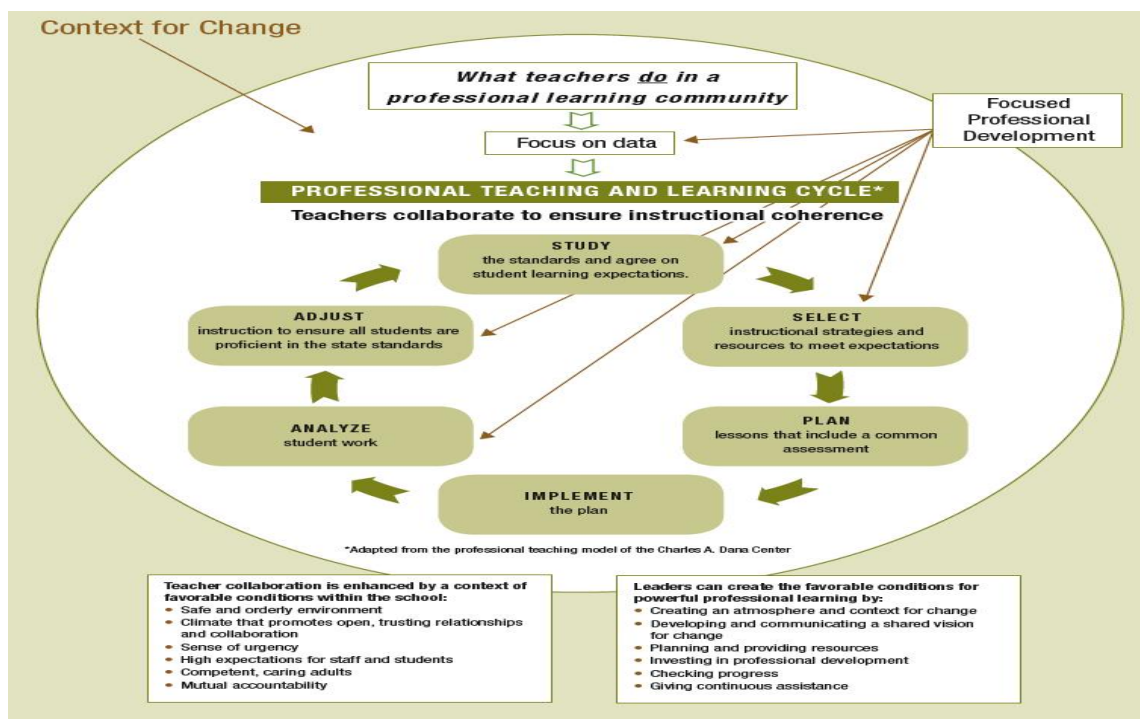 Context for Change
What teachers do in a
professional learning community
Focused
Professional
Development
Focus on data
PROFESSIONAL TEACHING AND LEARNING CYCLE*
Teachers collaborate to ensure instructional coherence
STUDY
the standards and agree on
student learning expectations.
ADJUST
instruction to ensure all students are
proficient in the state standards
SELECT
instructional strategies and
resources to meet expectations
ANALYZE
student work
PLAN
lessons that include a common
assessment
IMPLEMENT
the plan
*Adapted from the professional teaching model of the Charles A. Dana Center
Teacher collaboration is enhanced by a context of
favorable conditions within the school:
• Safe and orderly environment
• Climate that promotes open, trusting relationships
and collaboration
• Sense of urgency
• High expectations for staff and students
• Competent, caring adults
• Mutual accountability
Leaders can create the favorable conditions for
powerful professional learning by:
• Creating an atmosphere and context for change
• Developing and communicating a shared vision
for change
• Planning and providing resources
• Investing in professional development
• Checking progress
• Giving continuous assistance